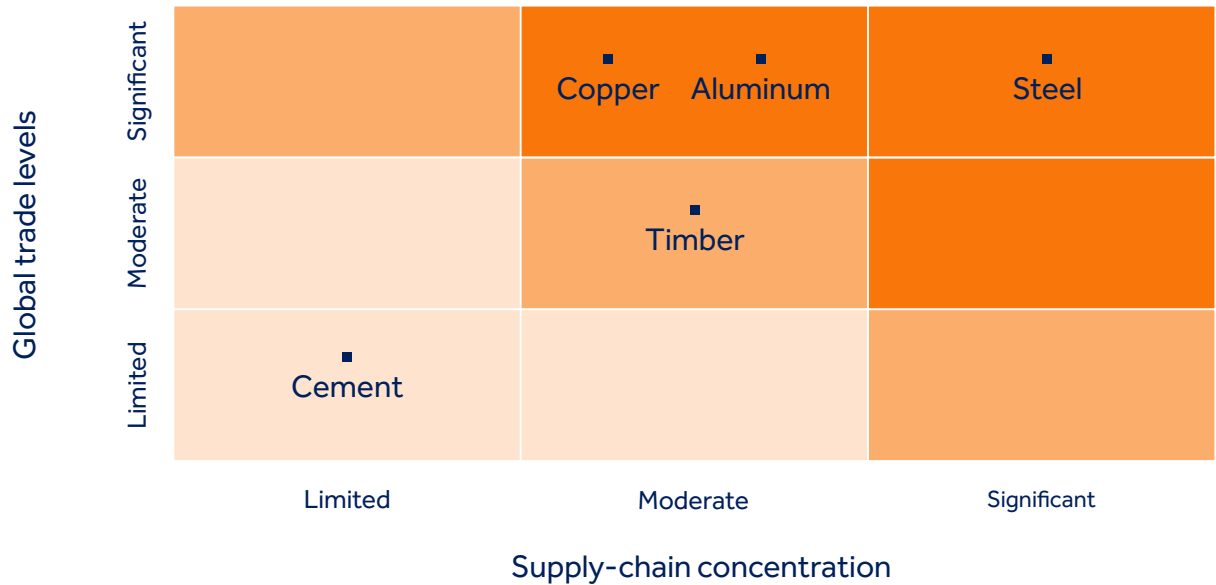 Global trade levels
Significant
Moderate
Limited
Copper
Aluminum
Steel
Timber
Cement
Limited
Moderate
Significant
Supply-chain concentration